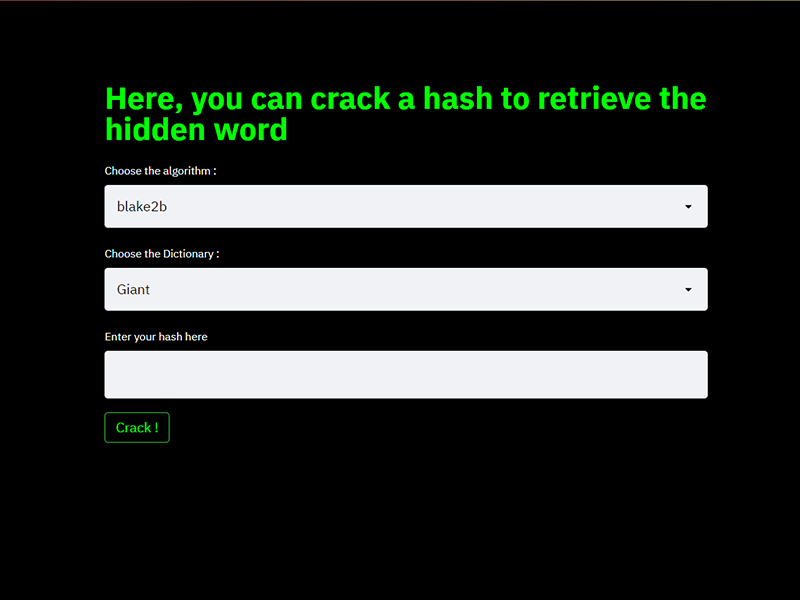 Here, you can crack a hash to retrieve the
hidden word
Choose the algorithm :
blake2b
Choose the Dictionary :
Giant
Enter your hash here
Crack !